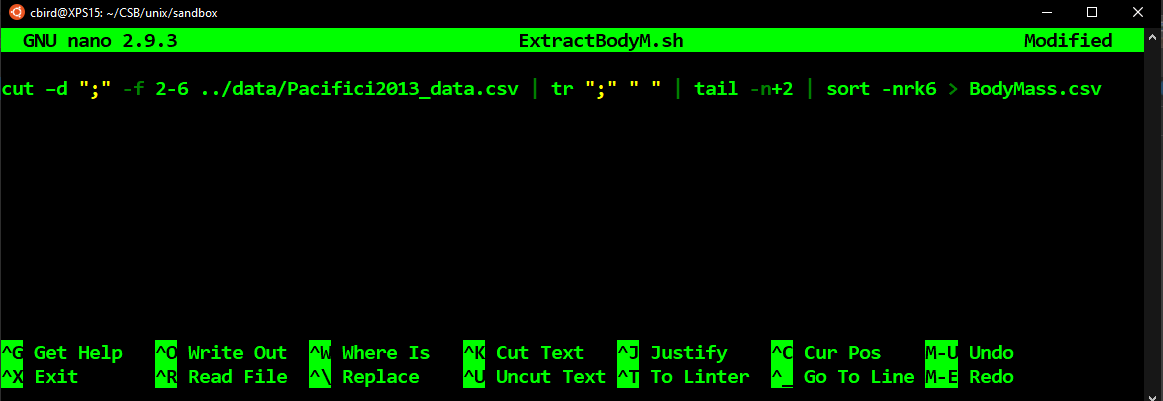 cbird@XPS15: ~/CSB/unix/sandbox
GNU nano 2.9.3 ExtractBodyM.sh Modified
cut –d ";" -f 2-6 ../data/Pacifici2013_data.csv | tr ";" " " | tail -n+2 | sort -nrk6 > BodyMass.csv
^G Get Help ^O Write Out ^W Where Is ^K Cut Text ^J Justify ^C Cur Pos M-U Undo
^X Exit ^R Read File ^\ Replace ^U Uncut Text ^T To Linter ^_ Go To Line M-E Redo